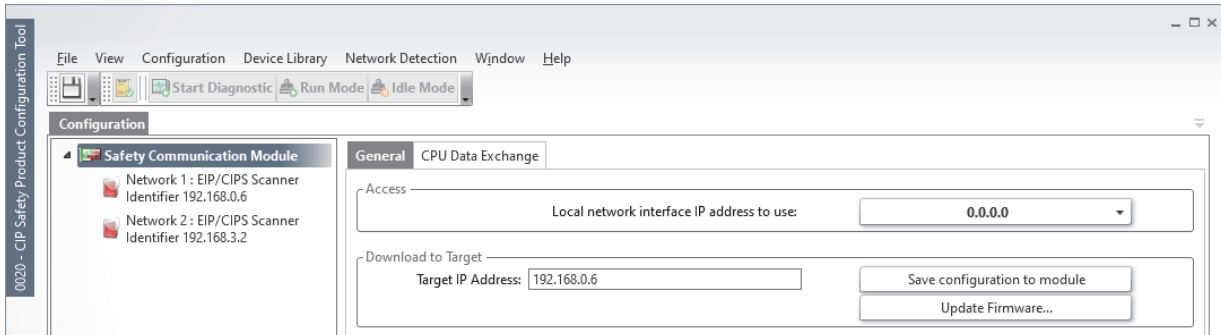 0020 - CIP Safety Product Configuration Tool
File View Configuration Device Library Network Detection Window Help
Start Diagnostic Run Mode Idle Mode
Configuration
Safety Communication Module
Network 1 : EIP/CIPS Scanner
Identifier 192.168.0.6
Network 2 : EIP/CIPS Scanner
Identifier 192.168.3.2
General CPU Data Exchange
Access
Local network interface IP address to use: 0.0.0.0
Download to Target
Target IP Address: 192.168.0.6 Save configuration to module
Update Firmware...